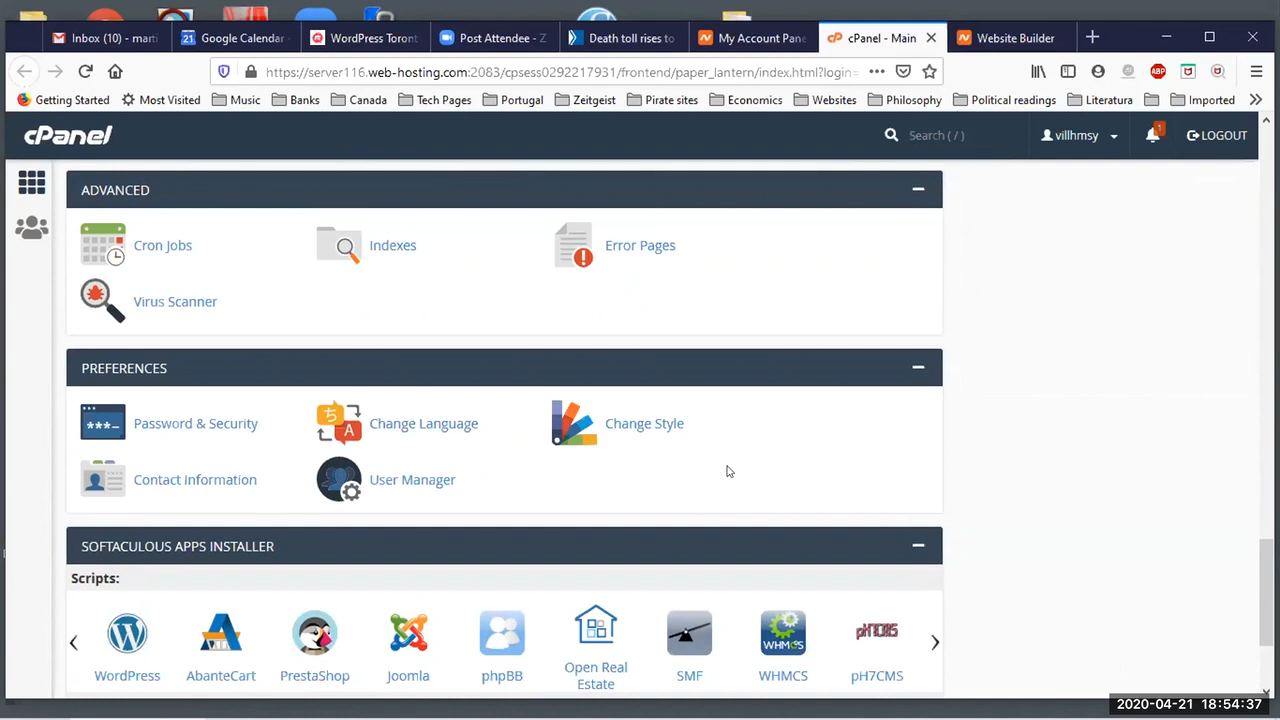 Inbox (10) - marti
Google Calendar
WordPress Toront
Post Attendee - Z
Death toll rises to
My Account Pane
cPanel - Main
Website Builder
https://server116.web-hosting.com:2083/cpsess0292217931/frontend/paper_lantern/index.html?login=
ABP
Getting Started
Most Visited
Music
Banks
Canada
Tech Pages
Portugal
Zeitgeist
Pirate sites
Economics
Websites
Philosophy
Political readings
Literatura
Imported
cPanel
Search ( / )
villhmsy
1
LOGOUT
ADVANCED
Cron Jobs
Indexes
Error Pages
Virus Scanner
PREFERENCES
Password & Security
Change Language
Change Style
Contact Information
User Manager
SOFTACULOUS APPS INSTALLER
Scripts:
WordPress
AbanteCart
PrestaShop
Joomla
phpBB
Open Real
Estate
SMF
WHMCS
pH7CMS
2020-04-21 18:54:37